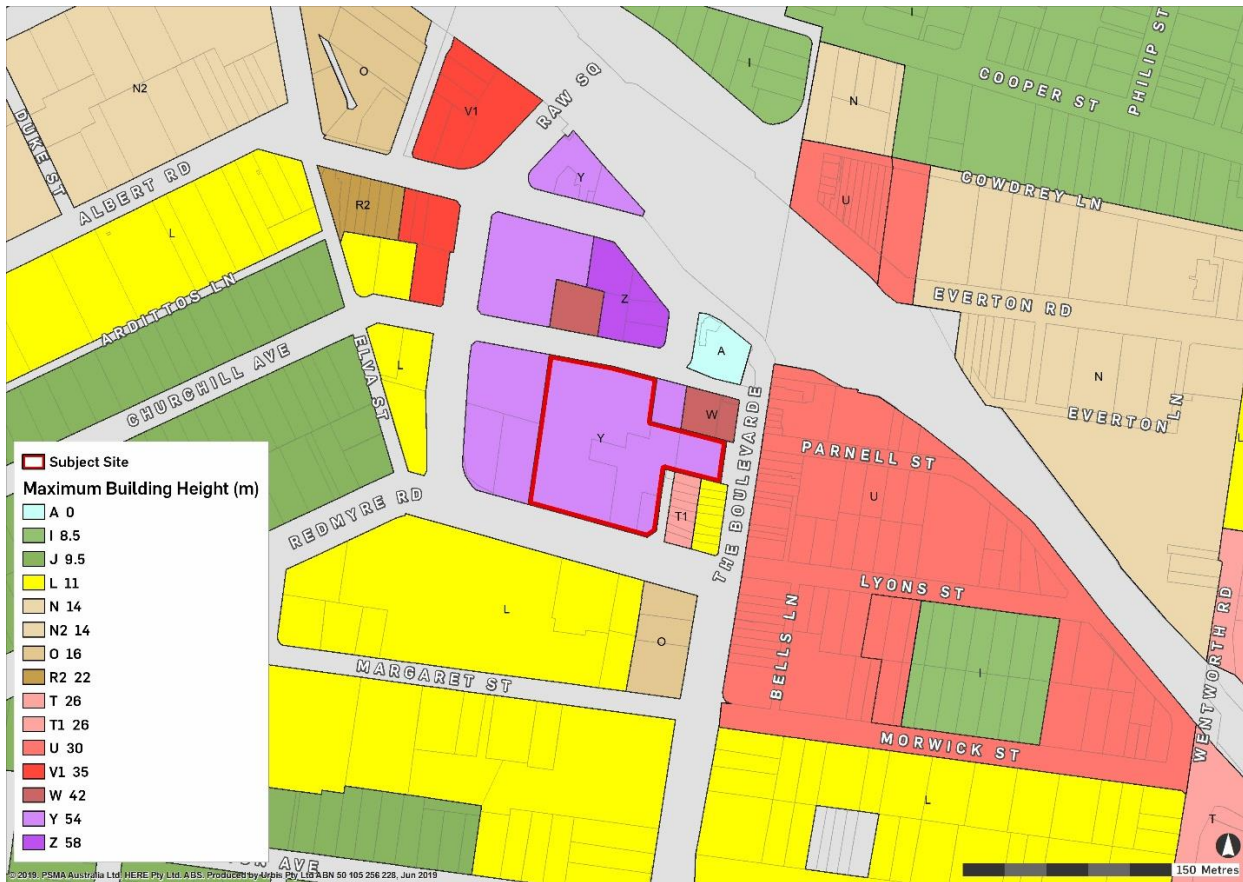 I
PHILIP ST
COOPER ST
N2
O
V1
RAW SQ
N
DUKE ST
ALBERT RD
Y
COWDREY LN
U
R2
L
ARDITTOS LN
Z
EVERTON RD
CHURCHILL AVE
ELVA ST
L
A
N
EVERTON LN
L
W
THE BOULEVARDE
Y
PARNELL ST
U
REDMYRE RD
T1
LYONS ST
L
O
BELLS LN
I
WENTWORTH RD
MARGARET ST
MORWICK ST
L
T
Subject Site
Maximum Building Height (m)
A 0
I 8.5
J 9.5
L 11
N 14
N2 14
O 16
R2 22
T 26
T1 26
U 30
V1 35
W 42
Y 54
Z 58
ON AVE
150 Metres
© 2019. PSMA Australia Ltd, HERE Pty Ltd. ABS. Produced by Urbis Pty Ltd ABN 50 105 256 228, Jun 2019